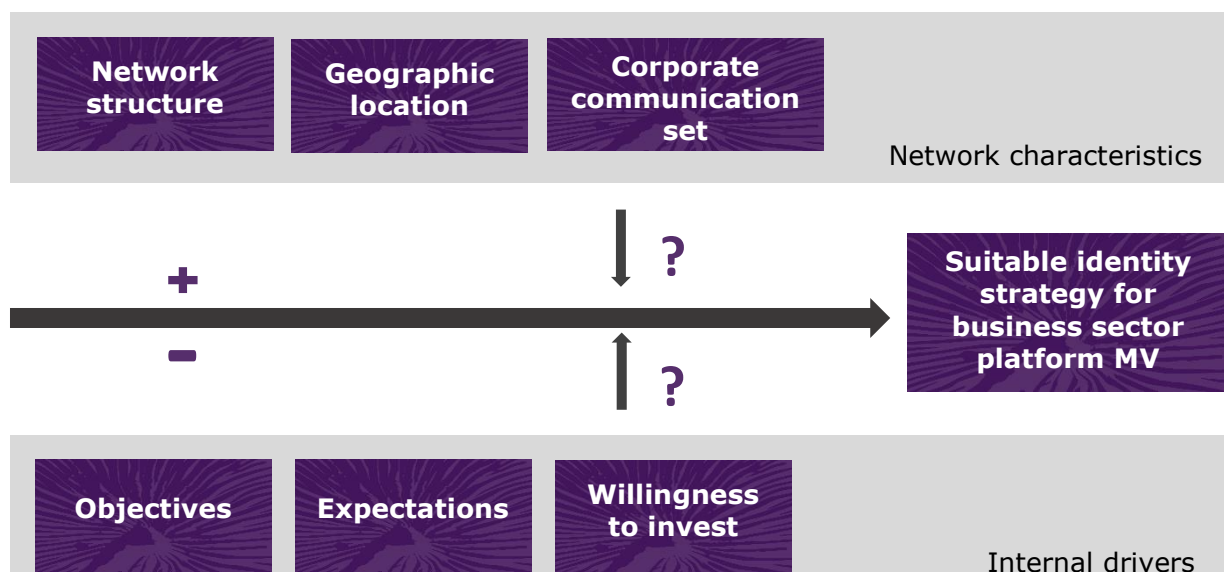 Network
structure
Geographic
location
Corporate
communication
set
Network characteristics
+
?
Suitable identity
strategy for
business sector
platform MV
-
?
Objectives
Expectations
Willingness
to invest
Internal drivers